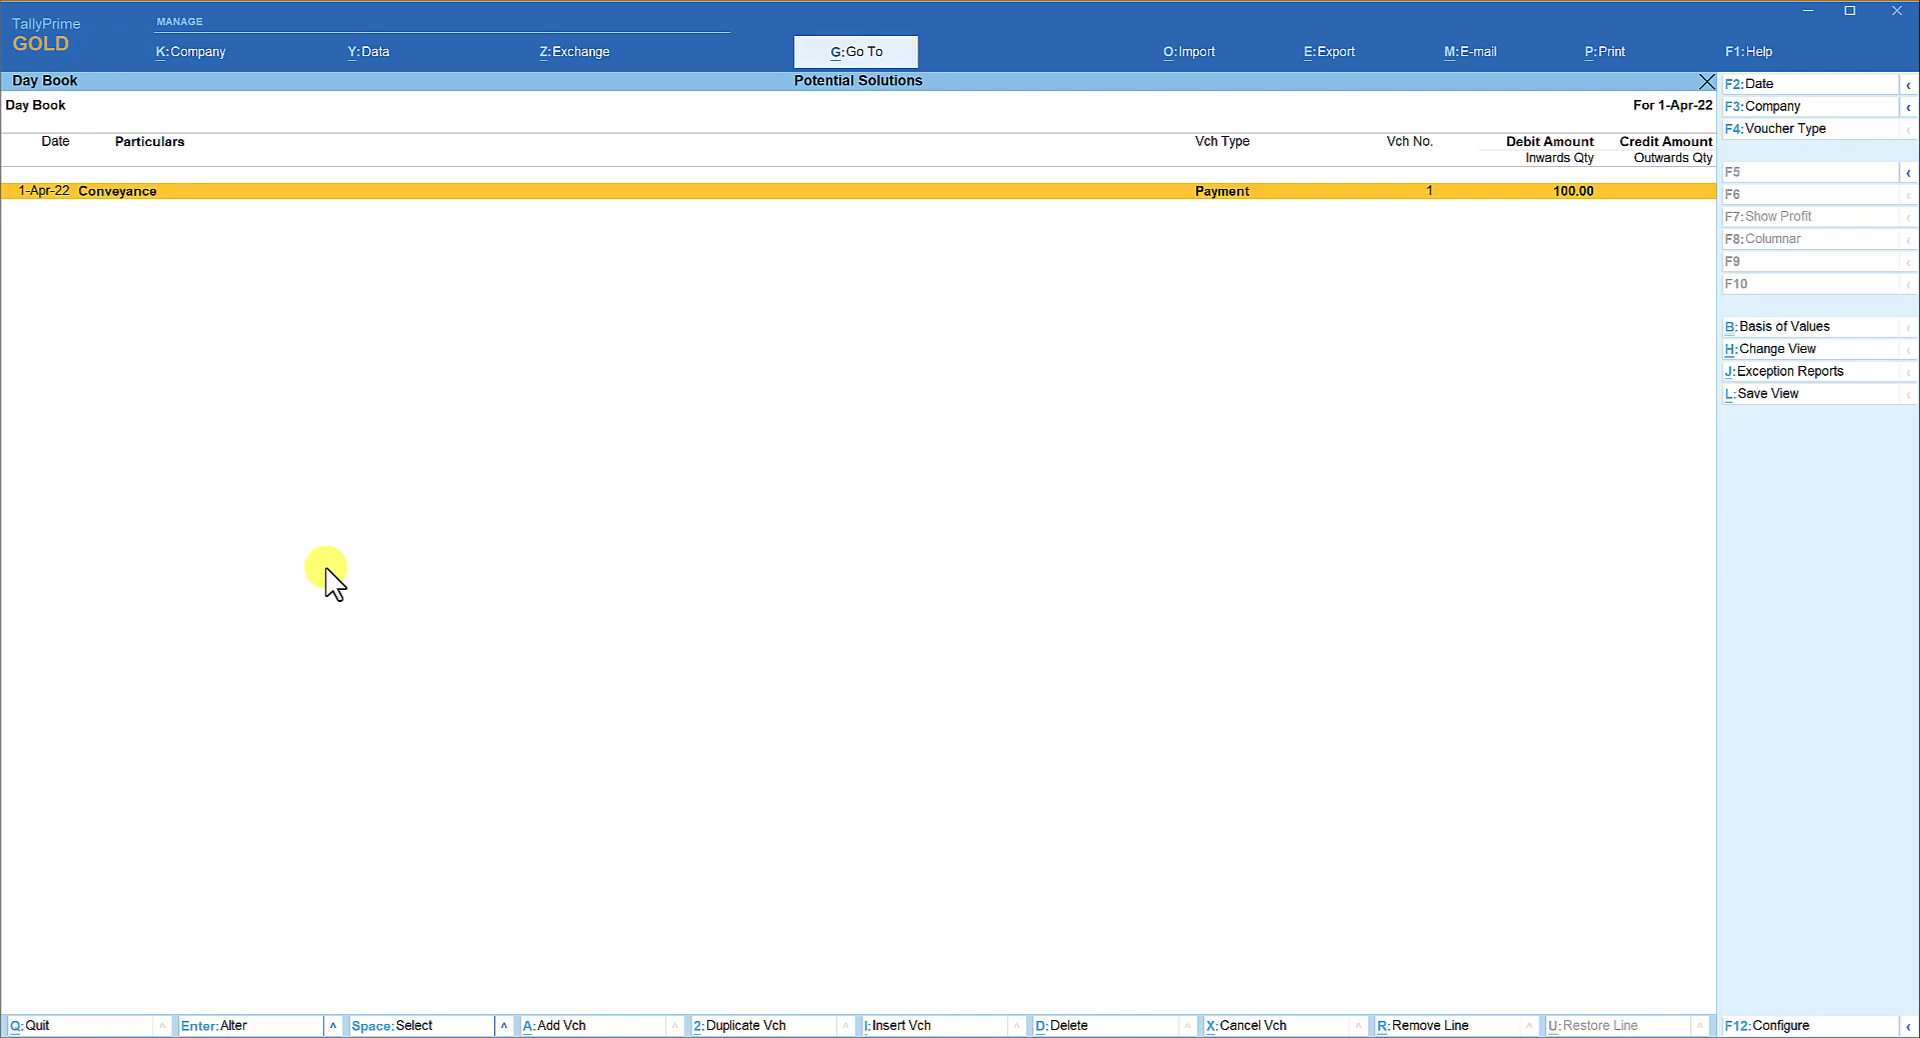 TallyPrime
GOLD
MANAGE
K:Company Y:Data Z:Exchange G:Go To O:Import E:Export M:E-mail P:Print F1:Help
Day Book Potential Solutions
Day Book For 1-Apr-22
Date Particulars Vch Type Vch No. Debit Amount Credit Amount
Inwards Qty Outwards Qty
1-Apr-22 Conveyance Payment 1 100.00
F2:Date
F3:Company
F4:Voucher Type
F5
F6
F7:Show Profit
F8:Columnar
F9
F10
B:Basis of Values
H:Change View
J:Exception Reports
L:Save View
Q:Quit Enter:Alter Space:Select A:Add Vch 2:Duplicate Vch I:Insert Vch D:Delete X:Cancel Vch R:Remove Line U:Restore Line F12:Configure